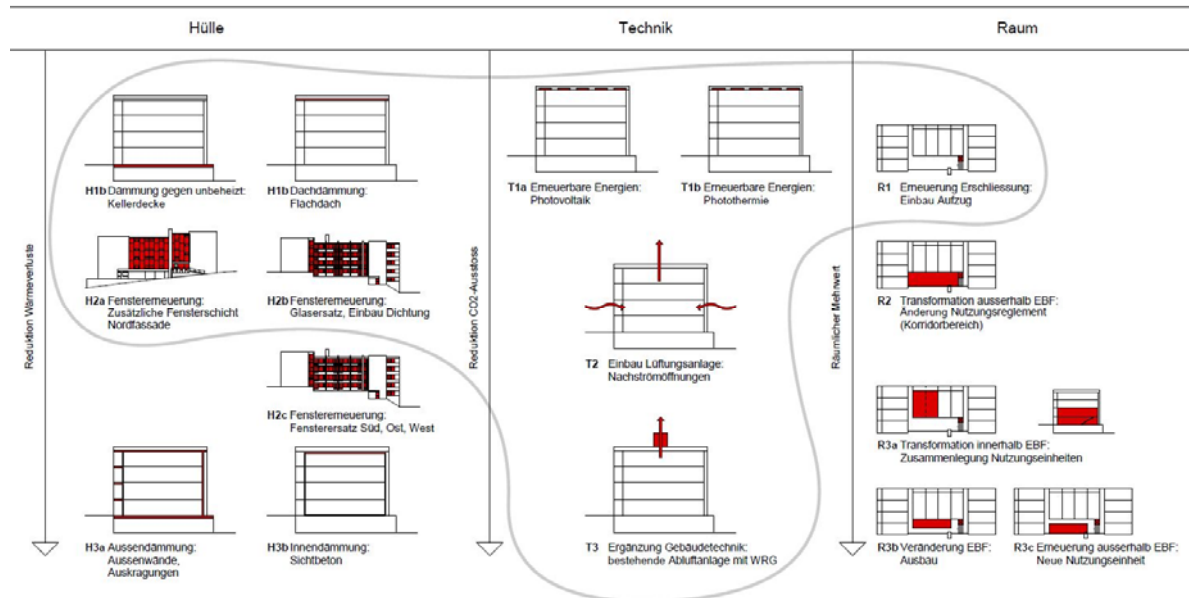 Hülle
Technik
Raum
Reduktion Wärmeverluste
H1b Dämmung gegen unbeheizt:
Kellerdecke
H1b Dachdämmung:
Flachdach
H2a Fenstererneuerung:
Zusätzliche Fensterschicht
Nordfassade
H2b Fenstererneuerung:
Glasersatz, Einbau Dichtung
H2c Fenstererneuerung:
Fensterersatz Süd, Ost, West
H3a Aussendämmung:
Aussenwände,
Auskragungen
H3b Innendämmung:
Sichtbeton
Reduktion CO2-Ausstoss
T1a Erneuerbare Energien:
Photovoltaik
T1b Erneuerbare Energien:
Photothermie
T2 Einbau Lüftungsanlage:
Nachströmöffnungen
T3 Ergänzung Gebäudetechnik:
bestehende Abluftanlage mit WRG
Räumlicher Mehrwert
R1 Erneuerung Erschliessung:
Einbau Aufzug
R2 Transformation ausserhalb EBF:
Änderung Nutzungsreglement
(Korridorbereich)
R3a Transformation innerhalb EBF:
Zusammenlegung Nutzungseinheiten
R3b Veränderung EBF:
Ausbau
R3c Erneuerung ausserhalb EBF:
Neue Nutzungseinheit